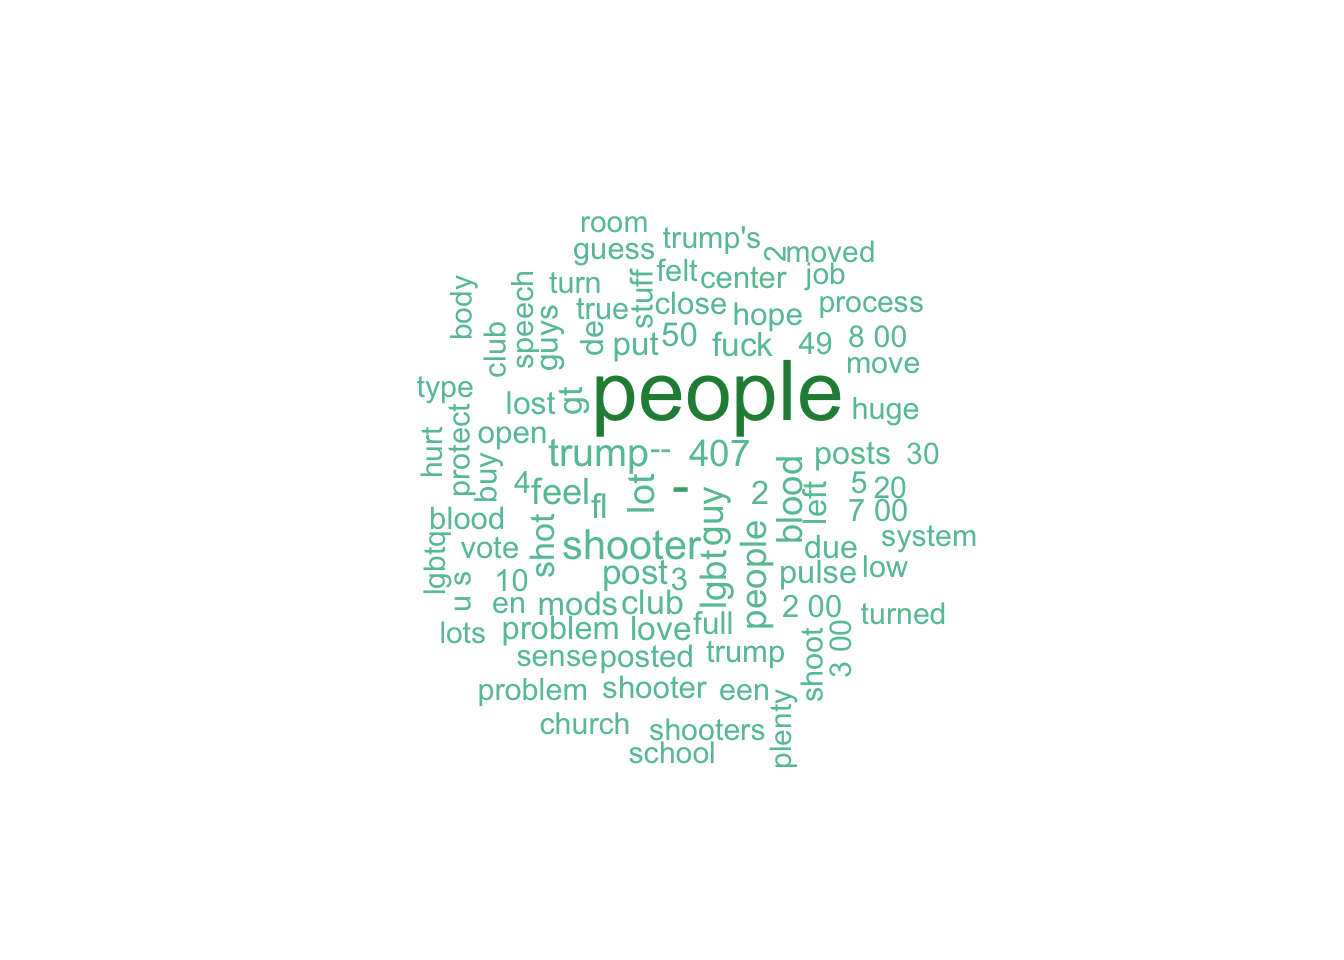 room
guess
trump's
2
moved
body
speech
turn
stuff
felt
center
job
club
guys
true
de
close
hope
process
put
50
fuck
49
8 00
move
type
lost
gt
people
huge
hurt
protect
open
buy
trump
--
407
posts
30
4
feel
fl
lot
-
guy
2
blood
left
5
20
7 00
blood
lgbtq
vote
shot
shooter
lgbt
people
due
system
u s
10
post
3
pulse
low
en
mods
club
2 00
turned
lots
problem
love
full
sense
posted
trump
shoot
3 00
problem
shooter
een
plenty
church
shooters
school